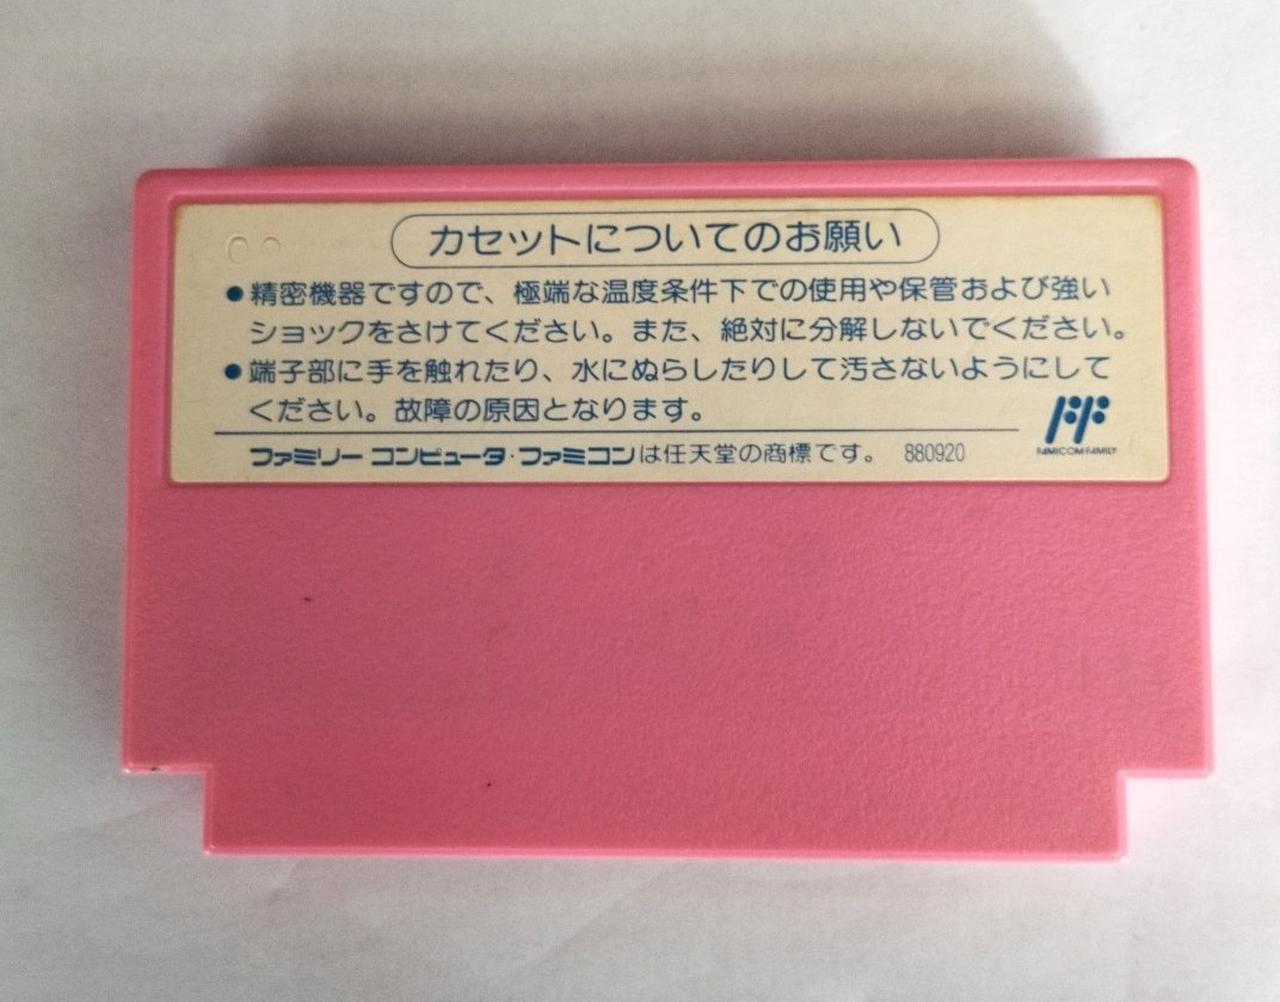 カセットについてのお願い
●精密機器ですので、極端な温度条件下での使用や保管および強い
ショックをさけてください。また、絶対に分解しないでください。
●端子部に手を触れたり、水にぬらしたりして汚さないようにして
ください。故障の原因となります。
ファミリー コンピュータ・ファミコンは任天堂の商標です。 880920
FAMICOM FAMILY